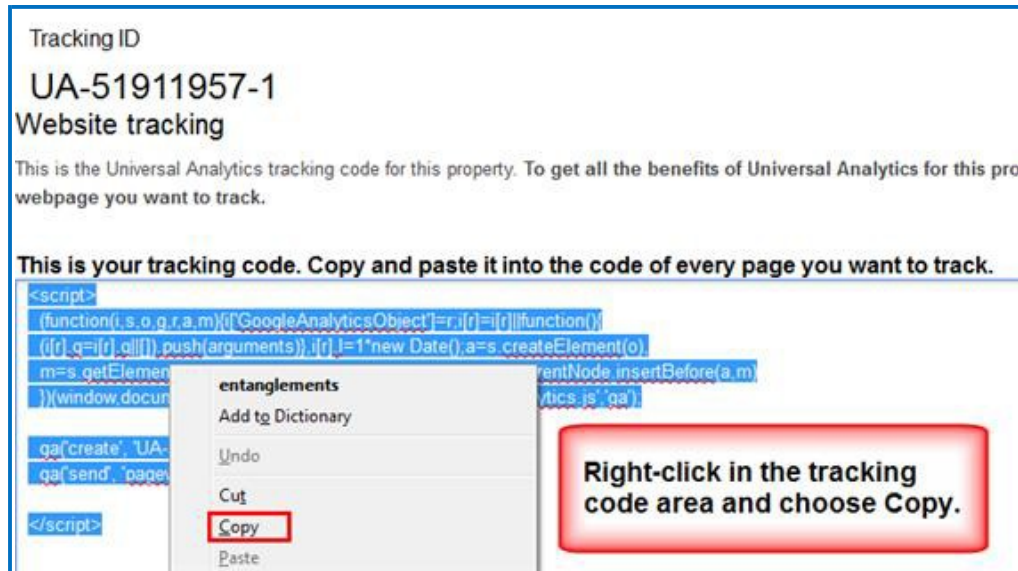 Tracking ID
UA-51911957-1
Website tracking
This is the Universal Analytics tracking code for this property. To get all the benefits of Universal Analytics for this pro
webpage you want to track.
This is your tracking code. Copy and paste it into the code of every page you want to track.
<script>
(function(i,s,o,g,r,a,m){i['GoogleAnalyticsObject']=r;i[r]=i[r]||function(){
(i[r].q=i[r].q||[]).push(arguments)},i[r].l=1*new Date();a=s.createElement(o),
m=s.getElemen rentNode.insertBefore(a,m)
})(window,docun ytics.js','ga');
ga('create', 'UA-
ga('send', 'pagev
</script>
entanglements
Add to Dictionary
Undo
Cut
Copy
Paste
Right-click in the tracking
code area and choose Copy.